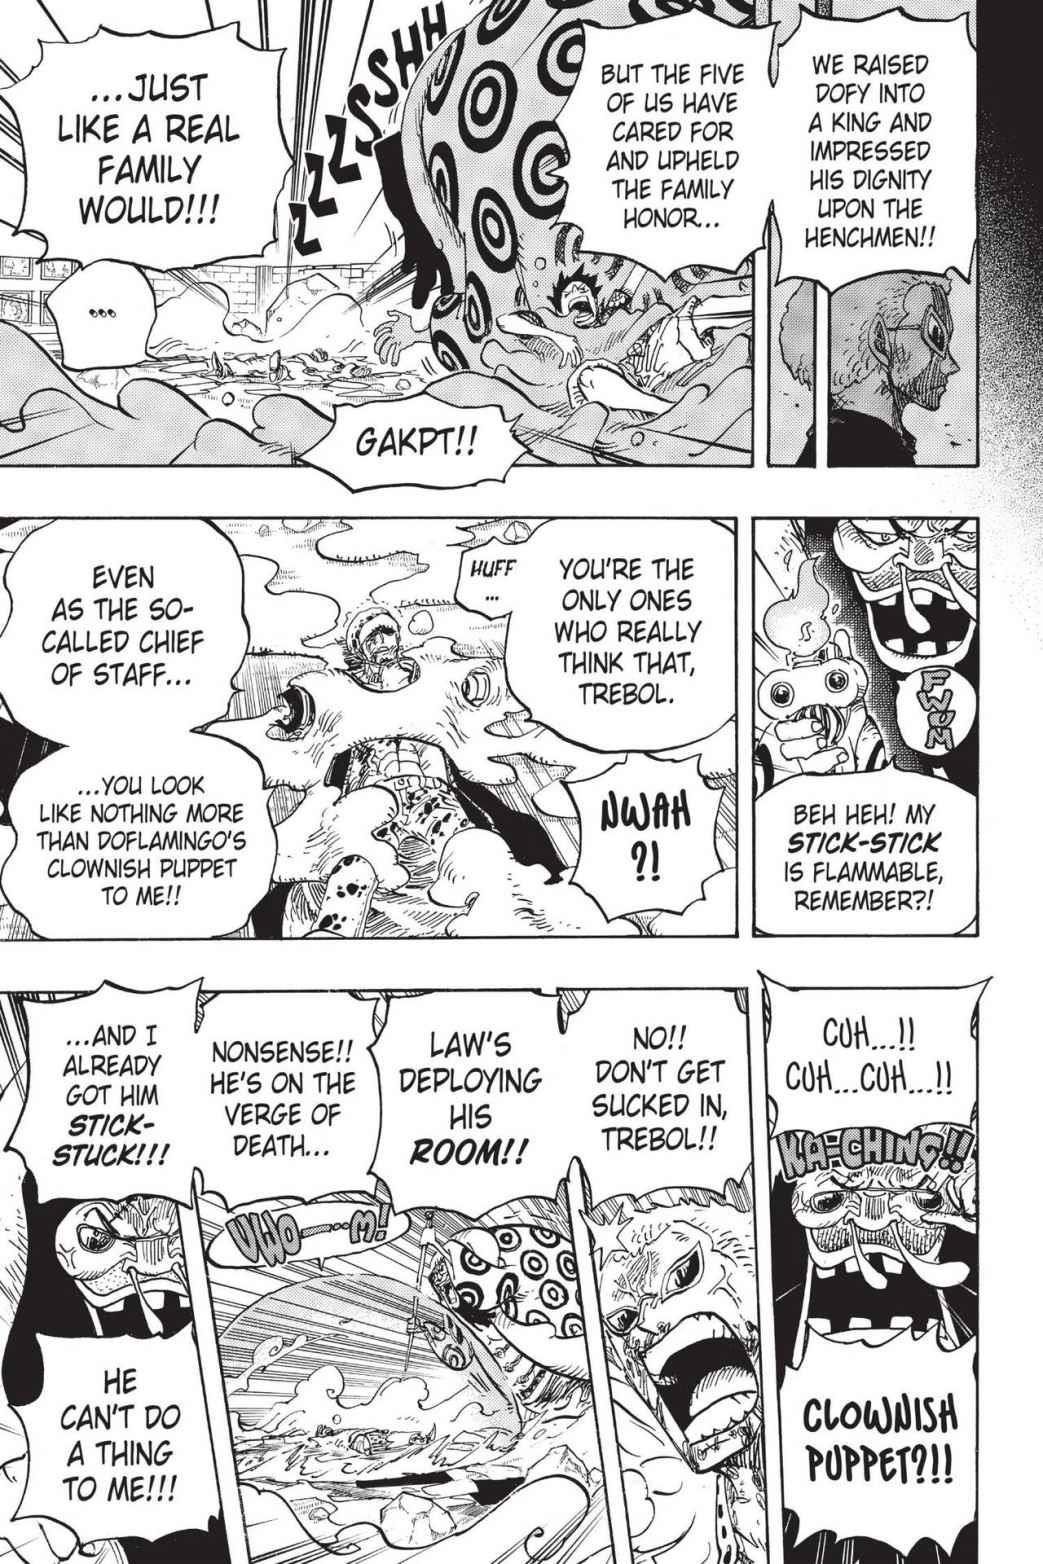 WE RAISED
DOFY INTO
A KING AND
IMPRESSED
HIS DIGNITY
UPON THE
HENCHMEN!!
BUT THE FIVE
OF US HAVE
CARED FOR
AND UPHELD
THE FAMILY
HONOR...
ZZZSSHH
...JUST
LIKE A REAL
FAMILY
WOULD!!!
...
GAKPT!!
FWUM
BEH HEH! MY
STICK-STICK
IS FLAMMABLE,
REMEMBER?!
YOU'RE THE
ONLY ONES
WHO REALLY
THINK THAT,
TREBOL.
HUFF
...
NWAH
?!
EVEN
AS THE SO-
CALLED CHIEF
OF STAFF...
...YOU LOOK
LIKE NOTHING MORE
THAN DOFLAMINGO'S
CLOWNISH PUPPET
TO ME!!
CUH...!!
CUH...CUH...!!
KA-CHING!!
CLOWNISH
PUPPET?!!
NO!!
DON'T GET
SUCKED IN,
TREBOL!!
LAW'S
DEPLOYING
HIS
ROOM!!
VWO----M!
NONSENSE!!
HE'S ON THE
VERGE OF
DEATH...
...AND I
ALREADY
GOT HIM
STICK-
STUCK!!!
HE
CAN'T DO
A THING
TO ME!!!